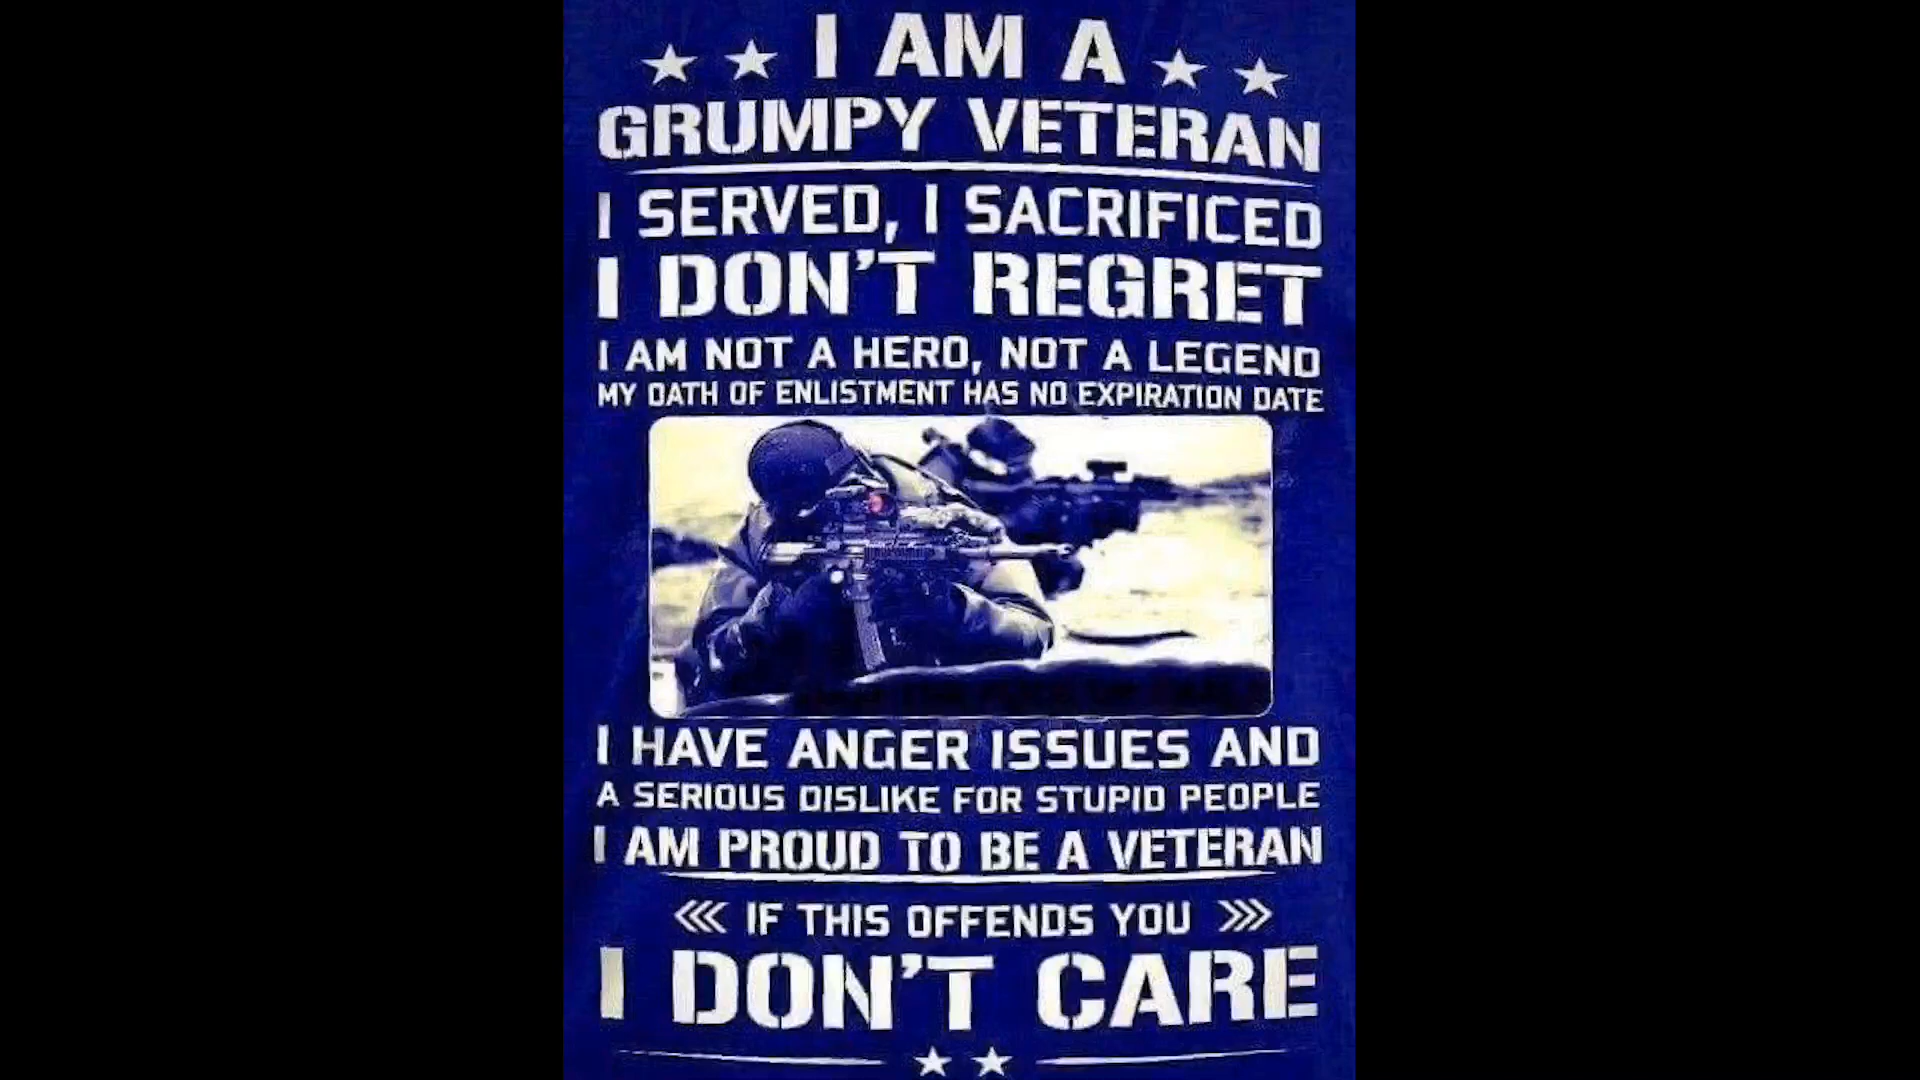 I AM A
GRUMPY VETERAN
I SERVED, I SACRIFICED
I DON'T REGRET
I AM NOT A HERO, NOT A LEGEND
MY OATH OF ENLISTMENT HAS NO EXPIRATION DATE
I HAVE ANGER ISSUES AND
A SERIOUS DISLIKE FOR STUPID PEOPLE
I AM PROUD TO BE A VETERAN
<<< IF THIS OFFENDS YOU >>>
I DON'T CARE